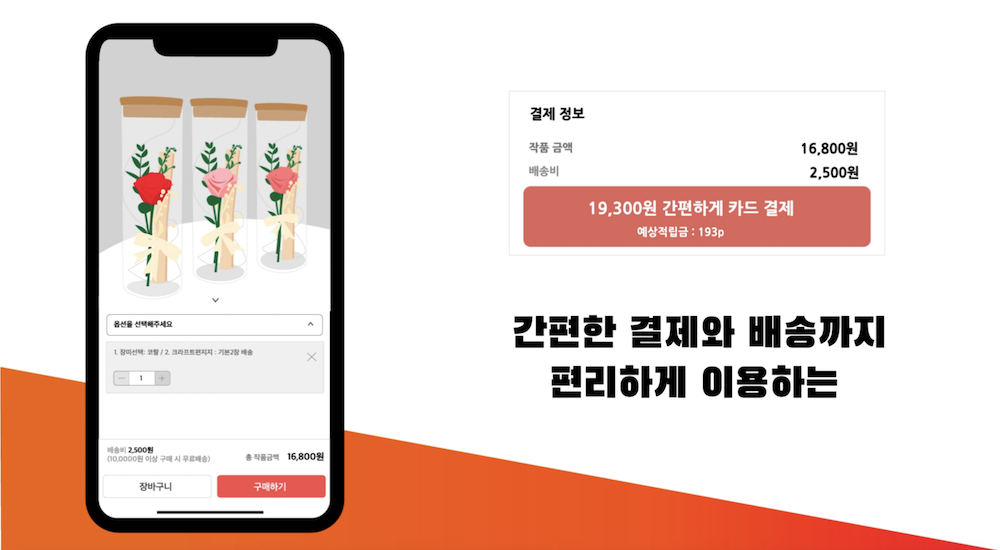 옵션을 선택해주세요
1. 장미선택: 코랄 / 2. 크라프트편지지 : 기본2장 배송
1
배송비 2,500원
(10,0000원 이상 구매 시 무료배송)
총 작품금액 16,800원
장바구니
구매하기
결제 정보
작품 금액 16,800원
배송비 2,500원
19,300원 간편하게 카드 결제
예상적립금 : 193p
간편한 결제와 배송까지
편리하게 이용하는